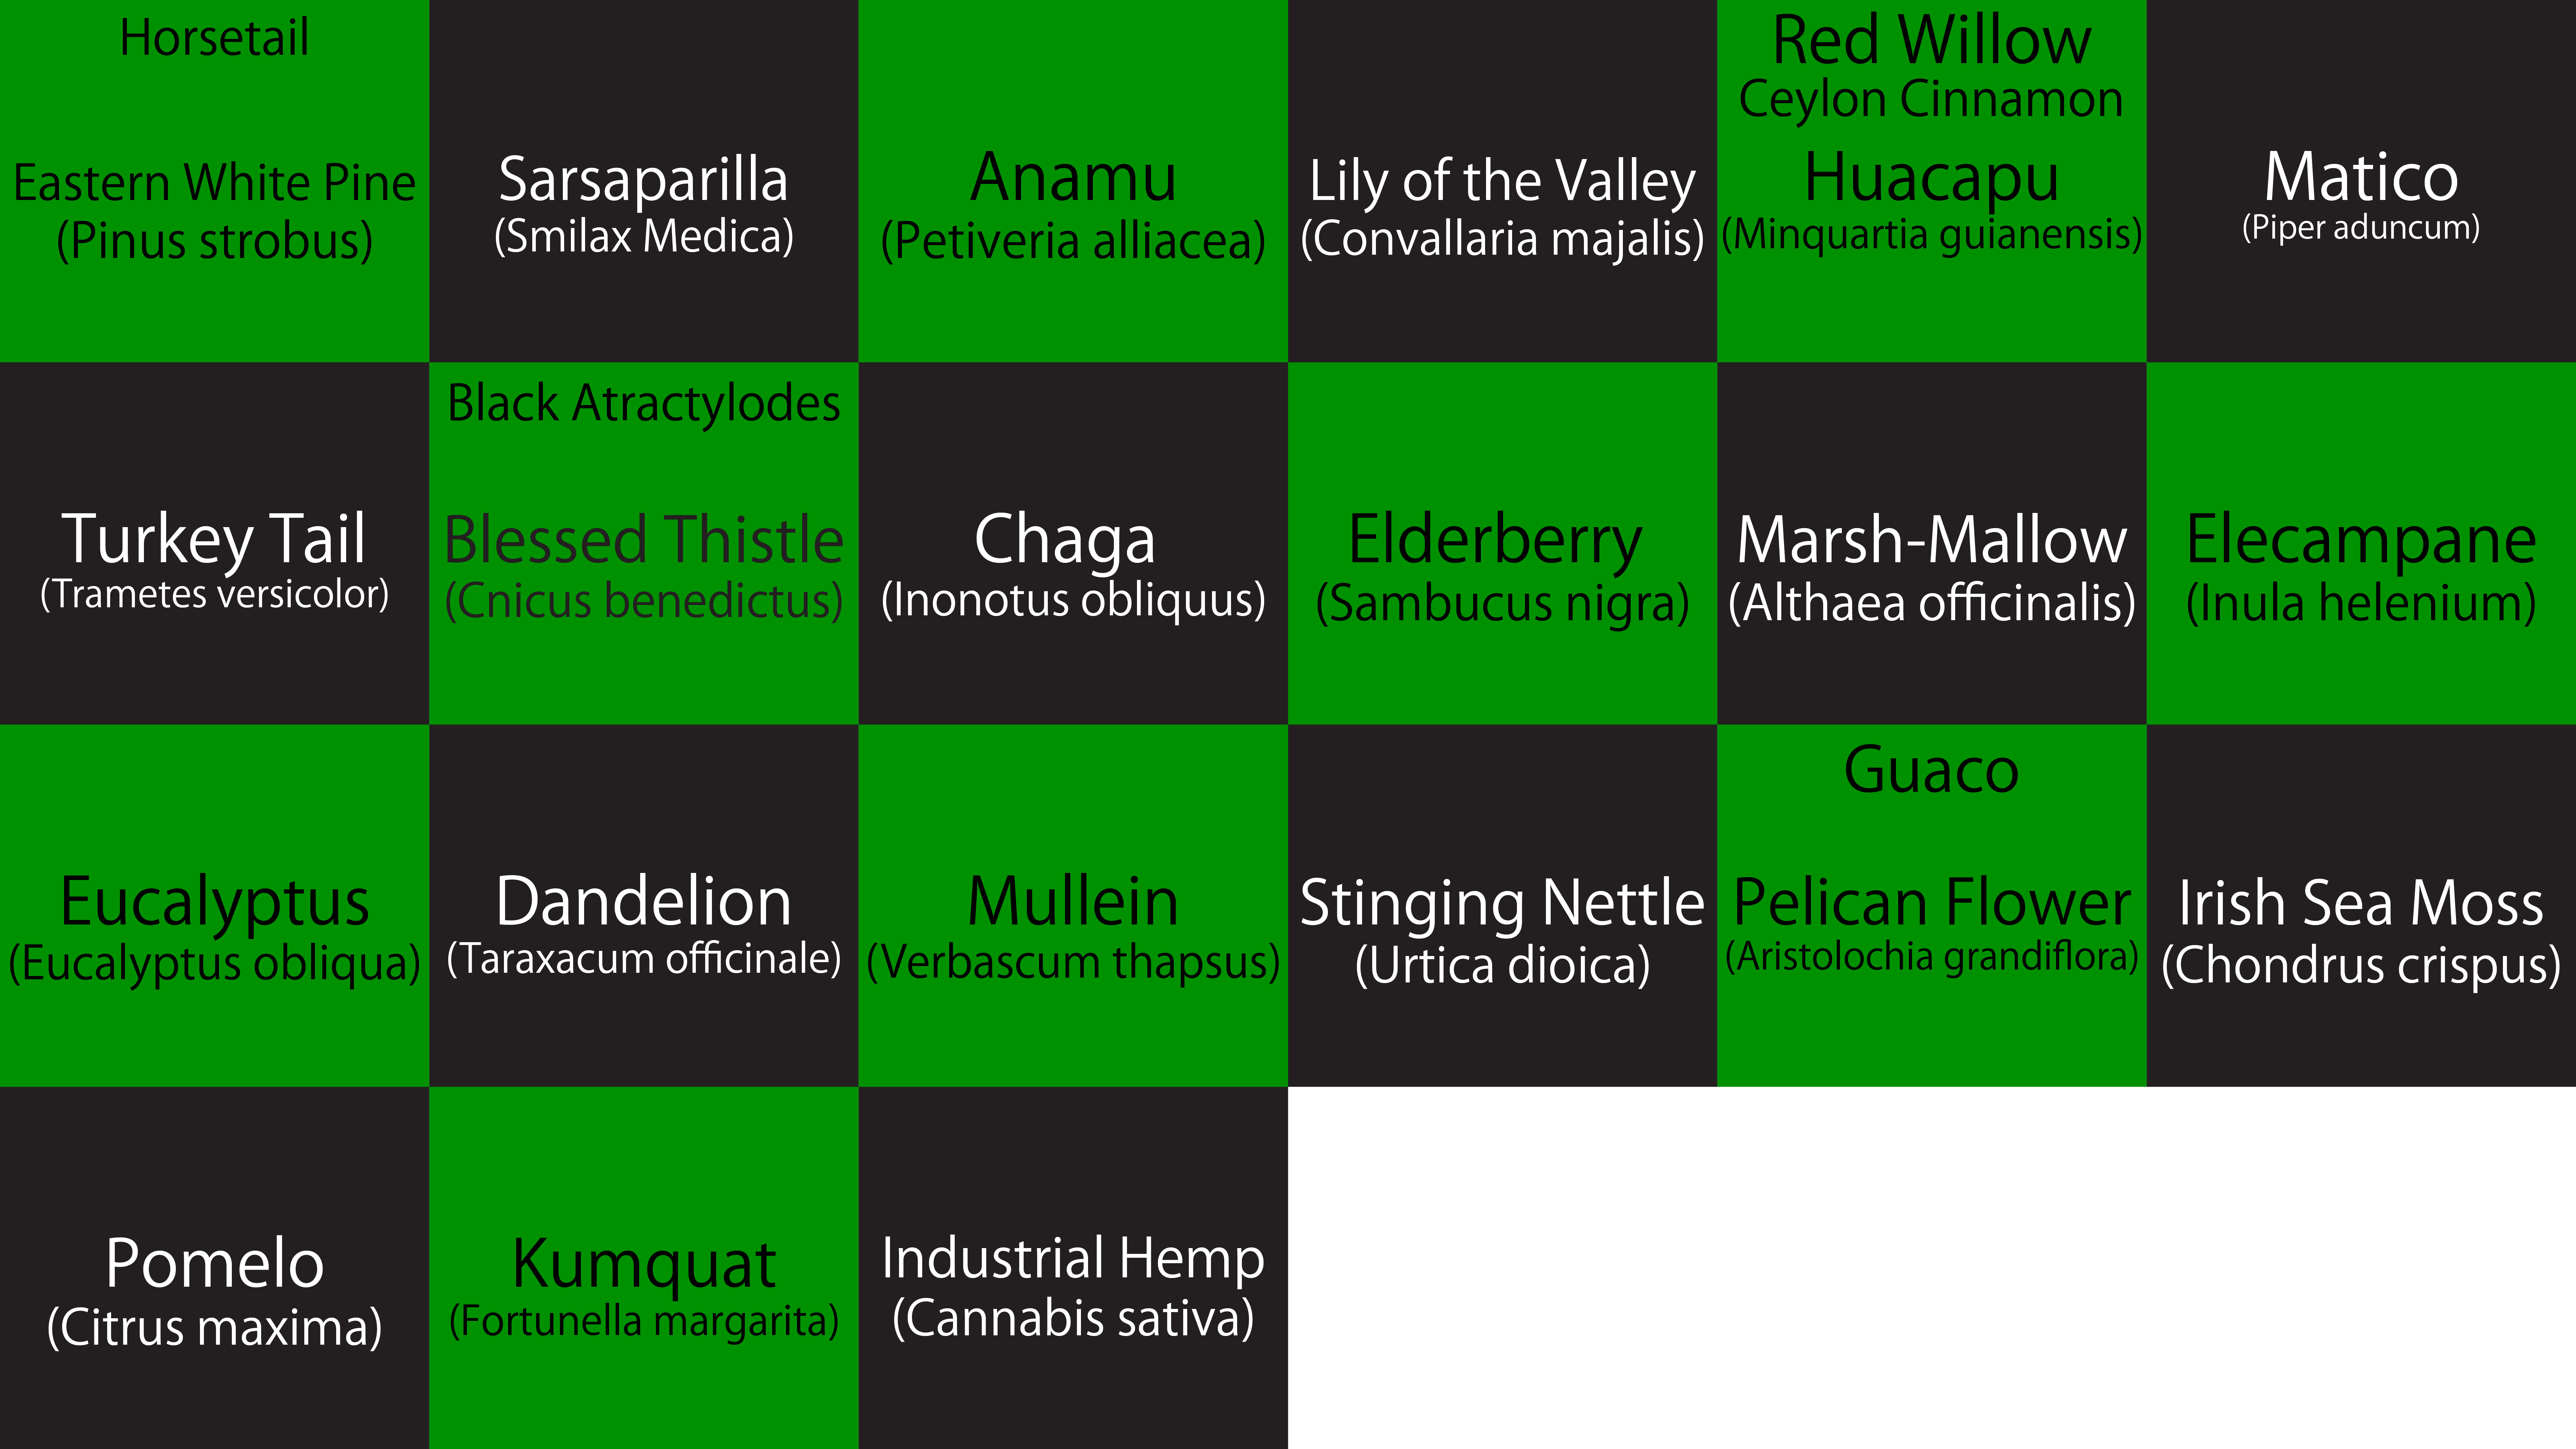 Horsetail
Eastern White Pine
(Pinus strobus)
Sarsaparilla
(Smilax Medica)
Anamu
(Petiveria alliacea)
Lily of the Valley
(Convallaria majalis)
Red Willow
Ceylon Cinnamon
Huacapu
(Minquartia guianensis)
Matico
(Piper aduncum)
Turkey Tail
(Trametes versicolor)
Black Atractylodes
Blessed Thistle
(Cnicus benedictus)
Chaga
(Inonotus obliquus)
Elderberry
(Sambucus nigra)
Marsh-Mallow
(Althaea officinalis)
Elecampane
(Inula helenium)
Eucalyptus
(Eucalyptus obliqua)
Dandelion
(Taraxacum officinale)
Mullein
(Verbascum thapsus)
Stinging Nettle
(Urtica dioica)
Guaco
Pelican Flower
(Aristolochia grandiflora)
Irish Sea Moss
(Chondrus crispus)
Pomelo
(Citrus maxima)
Kumquat
(Fortunella margarita)
Industrial Hemp
(Cannabis sativa)